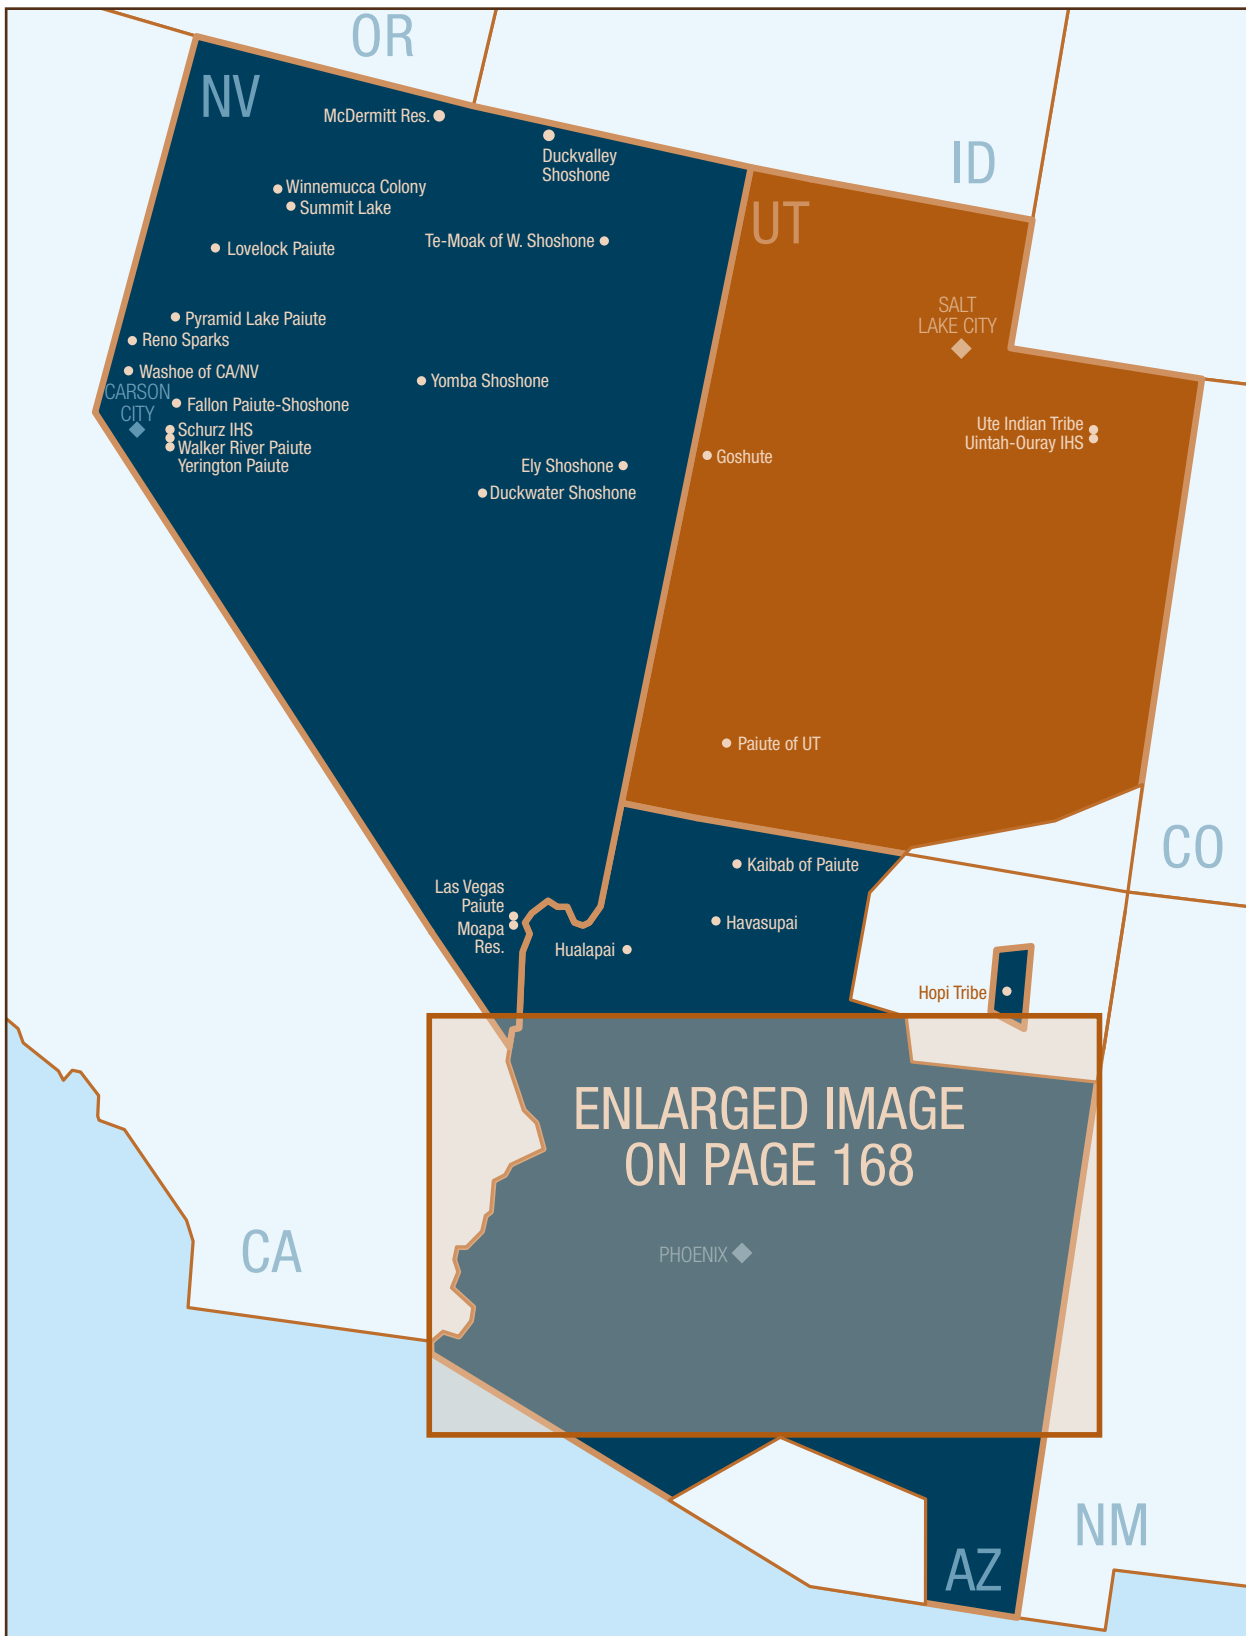 OR
NV
McDermitt Res.
Duckvalley
Shoshone
ID
Winnemucca Colony
Summit Lake
UT
Lovelock Paiute
Te-Moak of W. Shoshone
SALT
LAKE CITY
Pyramid Lake Paiute
Reno Sparks
Washoe of CA/NV
Yomba Shoshone
CARSON
CITY
Fallon Paiute-Shoshone
Schurz IHS
Walker River Paiute
Yerington Paiute
Ute Indian Tribe
Uintah-Ouray IHS
Ely Shoshone
Goshute
Duckwater Shoshone
Paiute of UT
CO
Kaibab of Paiute
Las Vegas
Paiute
Moapa
Res.
Havasupai
Hualapai
Hopi Tribe
ENLARGED IMAGE
ON PAGE 168
CA
PHOENIX
NM
AZ